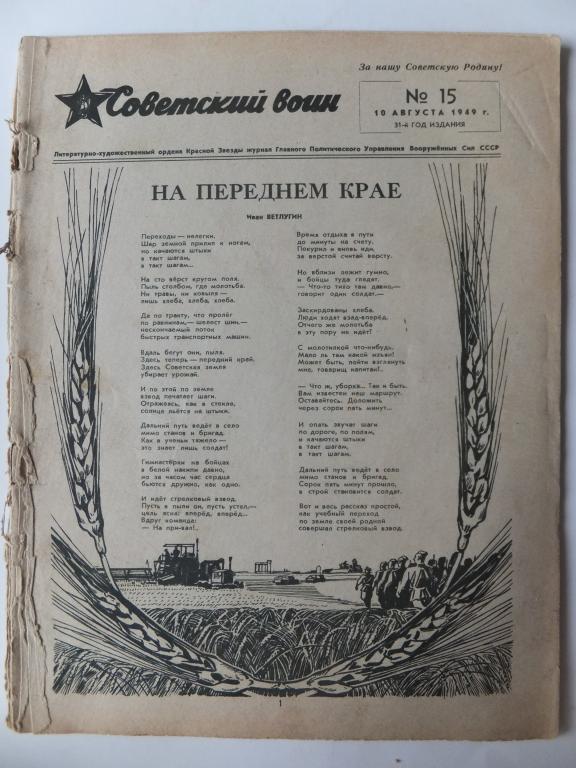 За нашу Советскую Родину!
Советский воин
№ 15
10 АВГУСТА 1949 г.
31-й ГОД ИЗДАНИЯ
Литературно-художественный ордена Красной Звезды журнал Главного Политического Управления Вооружённых Сил СССР
НА ПЕРЕДНЕМ КРАЕ
Иван ВЕТЛУГИН
Переходы — нелегки.
Шар земной прилип к ногам,
но качаются штыки
в такт шагам,
в такт шагам...
На сто вёрст кругом поля.
Пыль столбом, где молотьба.
Ни травы, ни ковыля —
лишь хлеба, хлеба, хлеба.
Да по тракту, что пролёг
по равнинам, — шелест шин, —
нескончаемый поток
быстрых транспортных машин.
Вдаль бегут они, пыля.
Здесь теперь — передний край.
Здесь Советская земля
убирает урожай.
И по этой по земле
взвод печатает шаги.
Отражаясь, как в стекле,
солнце льётся на штыки.
Дальний путь ведёт в село
мимо станов и бригад.
Как в ученьи тяжело —
это знает лишь солдат!
Гимнастёрки на бойцах
в белой накипи давно,
но за часом час сердца
бьются дружно, как одно.
И идёт стрелковый взвод.
Пусть в пыли он, пусть устел, —
цель ясна: вперёд, вперёд...
Вдруг команда:
— На при-вал!..
Время отдыха в пути
до минуты на счету.
Покурил и вновь иди,
за верстой считай версту.
Но вблизи лежит гумно,
и бойцы туда глядят.
— Что-то тихо там давно, —
говорит один солдат.—
Заскирдованы хлеба.
Люди ходят взад-вперёд.
Отчего же молотьба
в эту пору не идёт!
С молотилкой что-нибудь.
Мало ль там какой изъян!
Может быть, пойти взглянуть
мне, товарищ капитан!..
— Что ж, уборка... Так и быть.
Вам известен наш маршрут.
Оставайтесь. Доложить
через сорок пять минут...
И опять звучат шаги
по дороге, по полям,
и качаются штыки
в такт шагам,
в такт шагам.
Дальний путь ведёт в село
мимо станов и бригад.
Сорок пять минут прошло,
в строй становится солдат.
Вот и весь рассказ простой,
как учебный переход
по земле своей родной
совершал стрелковый взвод.
1